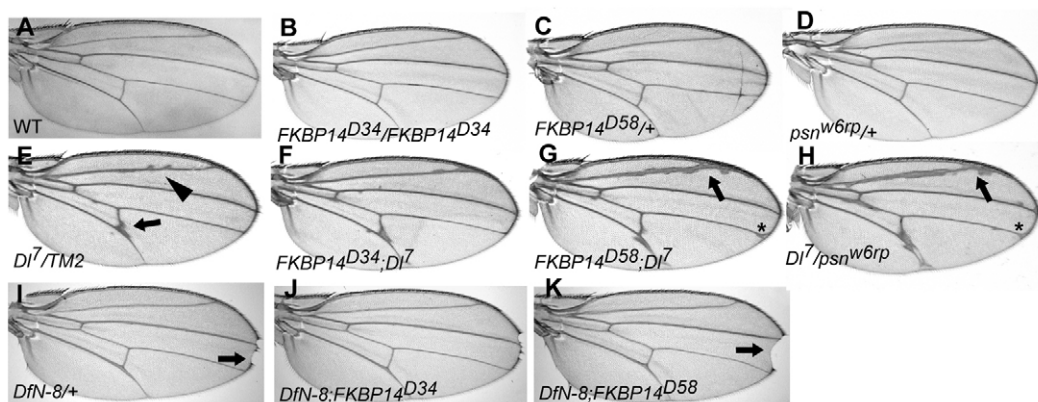 A
WT
B
FKBP14^D34/FKBP14^D34
C
FKBP14^D58/+
D
psn^w6rp/+
E
Dl^7/TM2
F
FKBP14^D34;Dl^7
G
*
FKBP14^D58;Dl^7
H
*
Dl^7/psn^w6rp
I
DfN-8/+
J
DfN-8;FKBP14^D34
K
DfN-8;FKBP14^D58